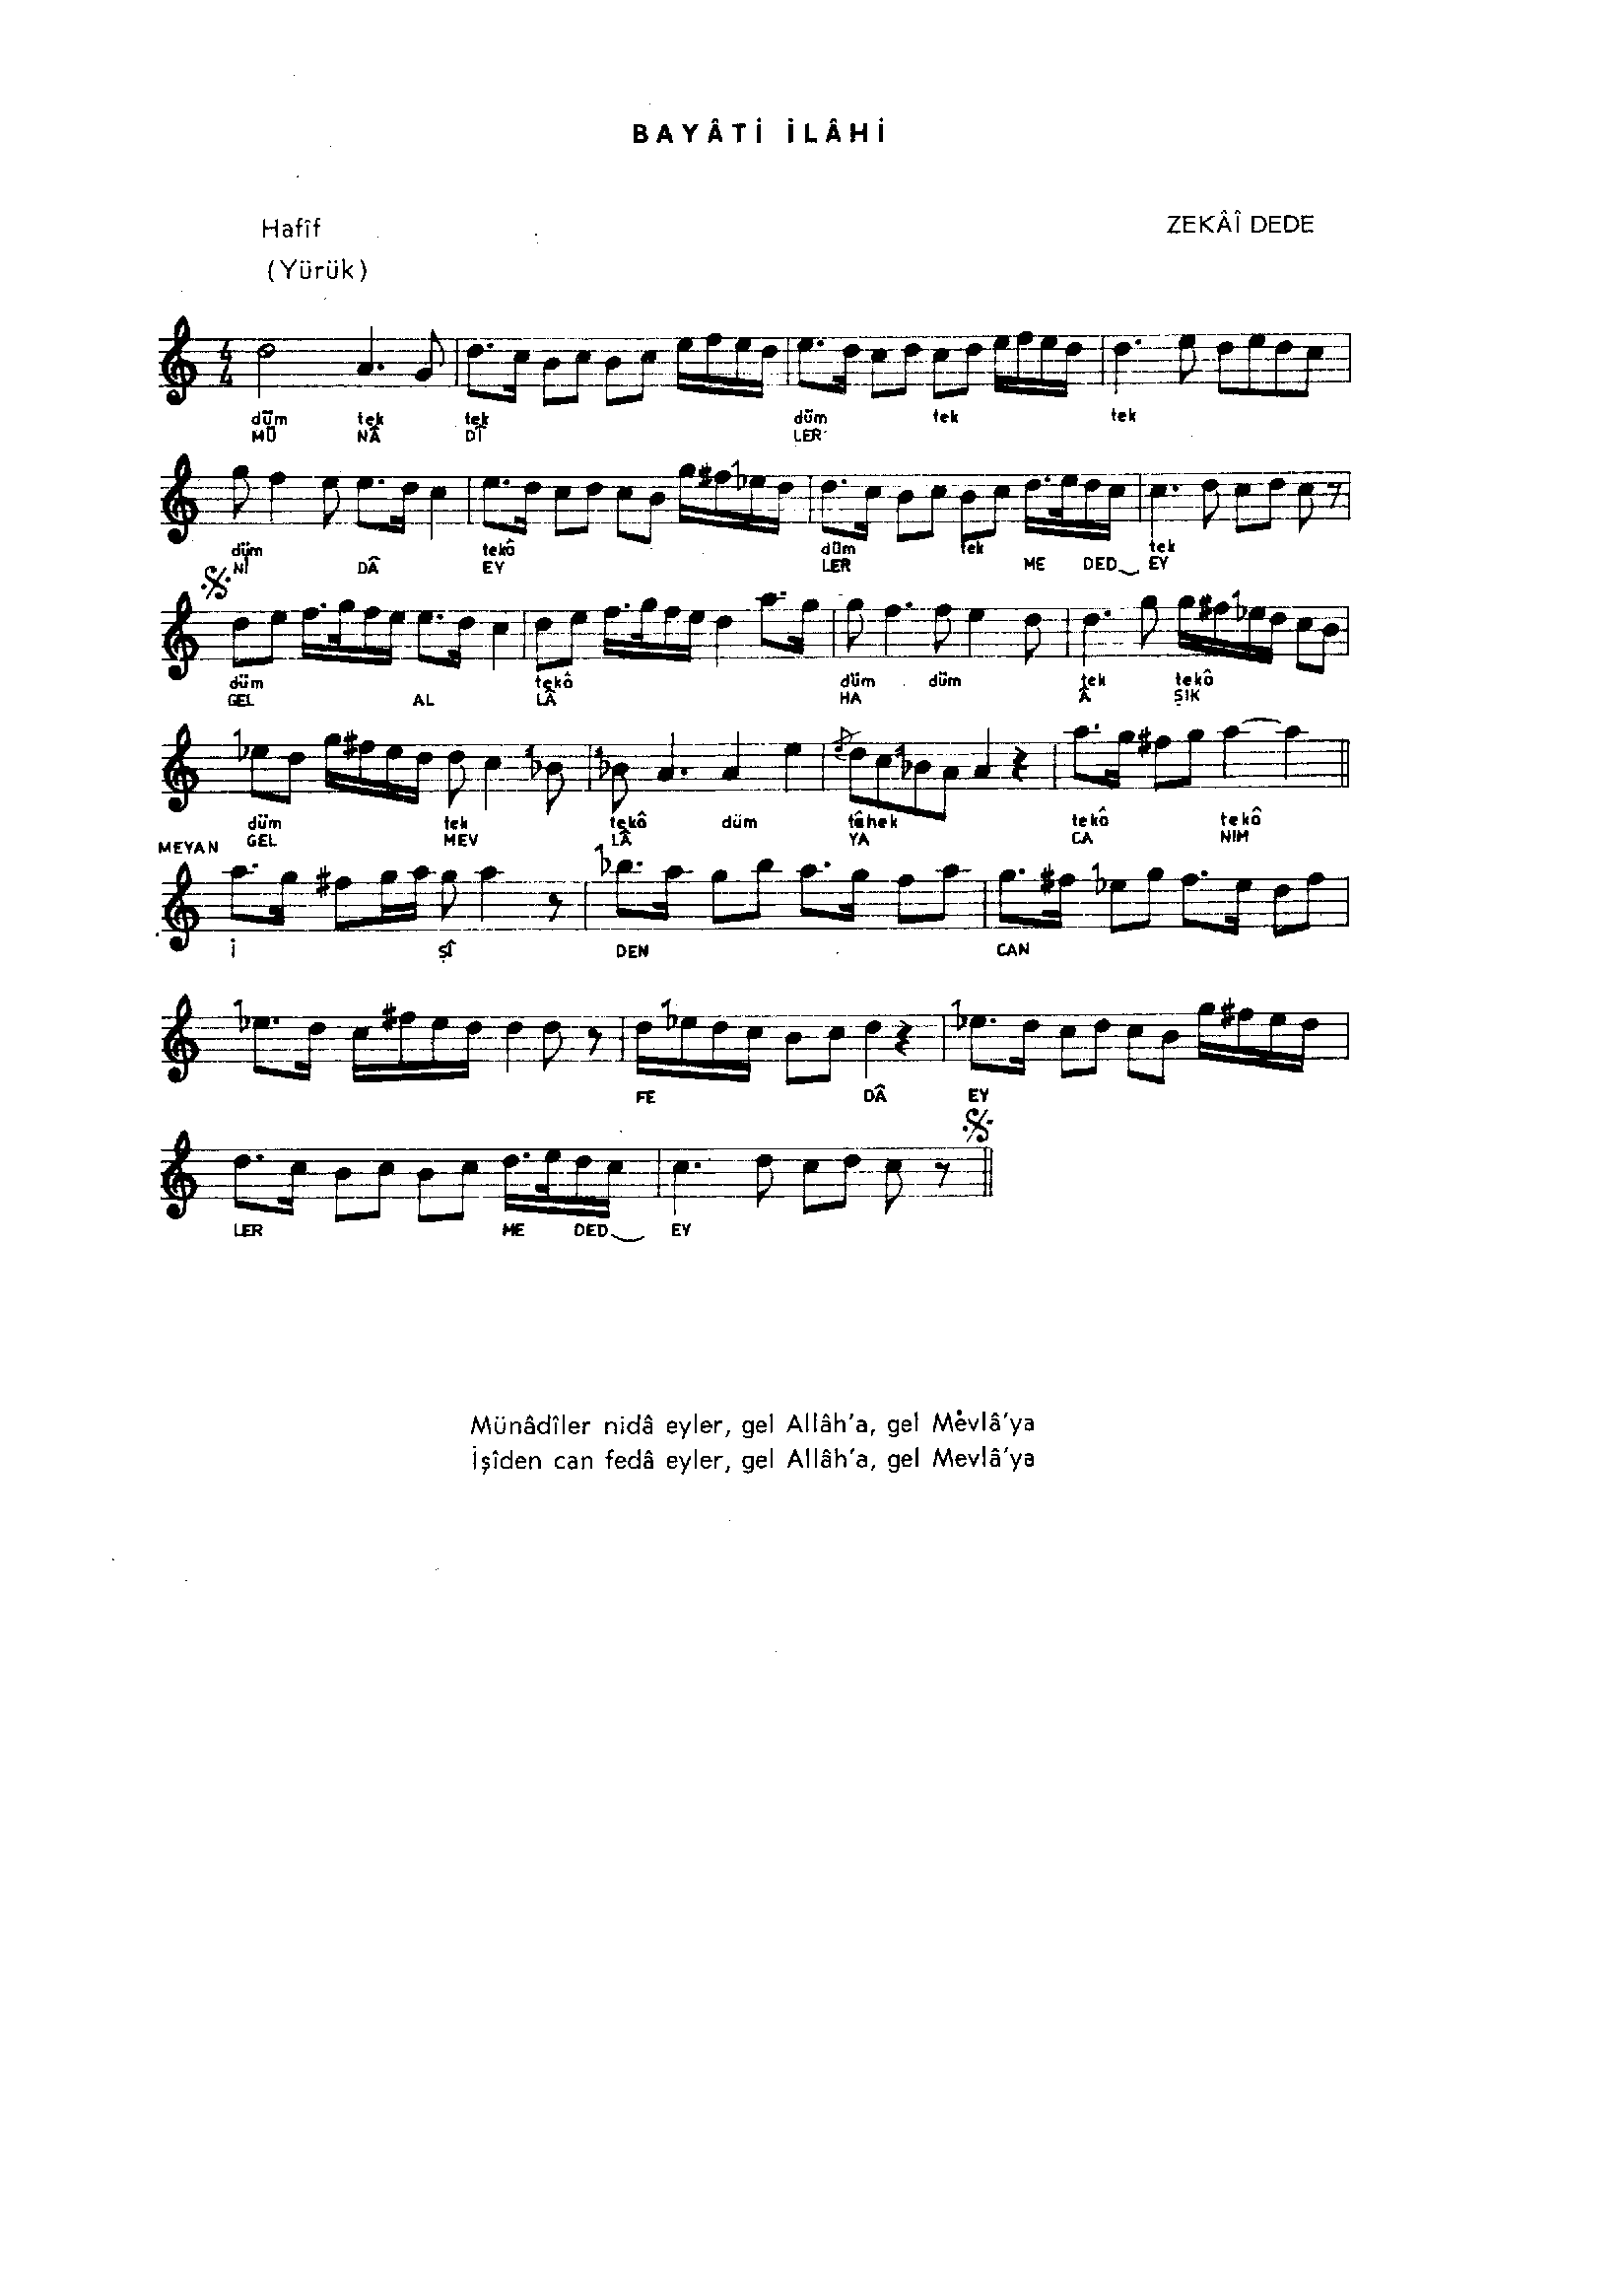 BAYÂTİ İLÂHİ
Hafîf
ZEKÂÎ DEDE
(Yürük)
4
4
düm tek tek düm tek tek
MÜ NÂ DÎ LER
düm tekâ düm tek tek
Nİ DÂ EY LER ME DED EY
düm tekâ düm düm tek tekâ
GEL AL LÂ HA Â ŞIK
düm tek tekâ düm tâhek tekâ tekâ
GEL MEV LÂ YA CA NIM
MEYAN
İ Şİ DEN CAN
FE DÂ EY
LER ME DED EY
Münâdîler nidâ eyler, gel Allâh'a, gel Mevlâ'ya
İşîden can fedâ eyler, gel Allâh'a, gel Mevlâ'ya